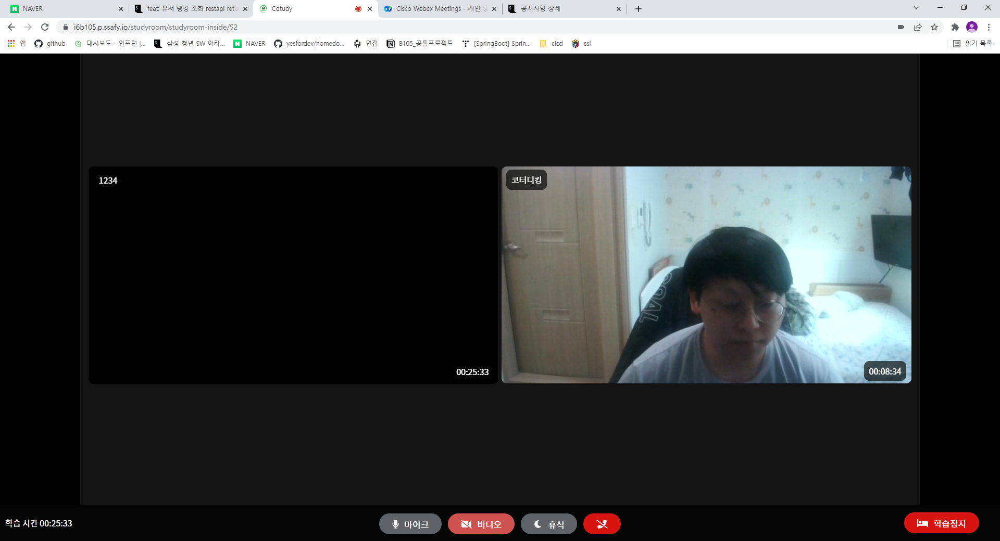 NAVER
feat: 유저 랭킹 조회 restapi retu
Cotudy
Cisco Webex Meetings - 개인 룸
공지사항 상세
i6b105.p.ssafy.io/studyroom/studyroom-inside/52
앱
github
대시보드 - 인프런 |...
삼성 청년 SW 아카...
NAVER
yesfordev/homedo...
면접
B105_공통프로젝트
[SpringBoot] Sprin...
cicd
ssl
읽기 목록
1234
코터디킹
00:25:33
00:08:34
학습 시간 00:25:33
마이크
비디오
휴식
학습정지